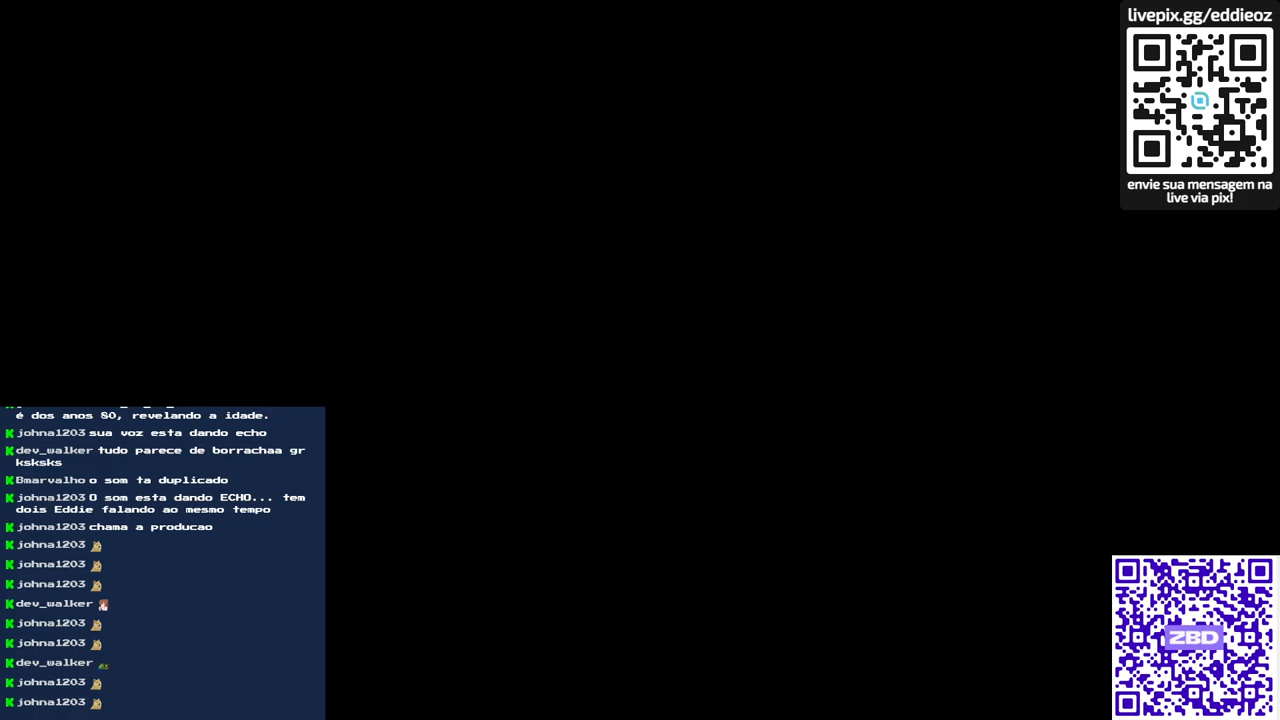 livepix.gg/eddieoz
envie sua mensagem na
live via pix!
é dos anos 80, revelando a idade.
johna1203 sua voz esta dando echo
dev_walker tudo parece de borrachaa gr
ksksks
Bmarvalho o som ta duplicado
johna1203 O som esta dando ECHO... tem
dois Eddie falando ao mesmo tempo
johna1203 chama a producao
johna1203
johna1203
johna1203
dev_walker
johna1203
johna1203
dev_walker
johna1203
johna1203
ZBD